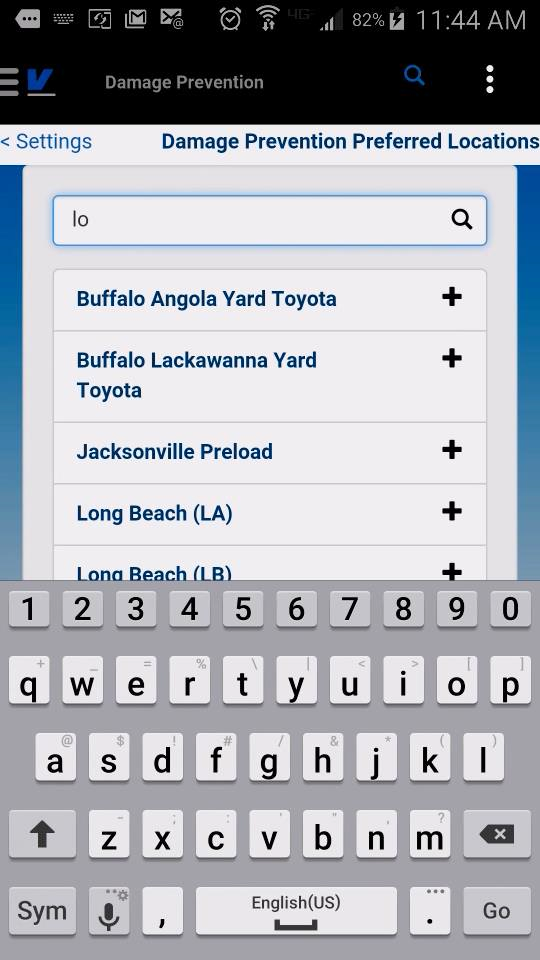 4G 82% 11:44 AM
Damage Prevention
< Settings Damage Prevention Preferred Locations
lo
Buffalo Angola Yard Toyota
Buffalo Lackawanna Yard
Toyota
Jacksonville Preload
Long Beach (LA)
Long Beach (LB)
1 2 3 4 5 6 7 8 9 0
+ _ = % \ | < > [ ]
q w e r t y u i o p
@ $ ! # / & * ( )
a s d f g h j k l
- ; : ' " , ?
z x c v b n m
Sym , English(US) . Go